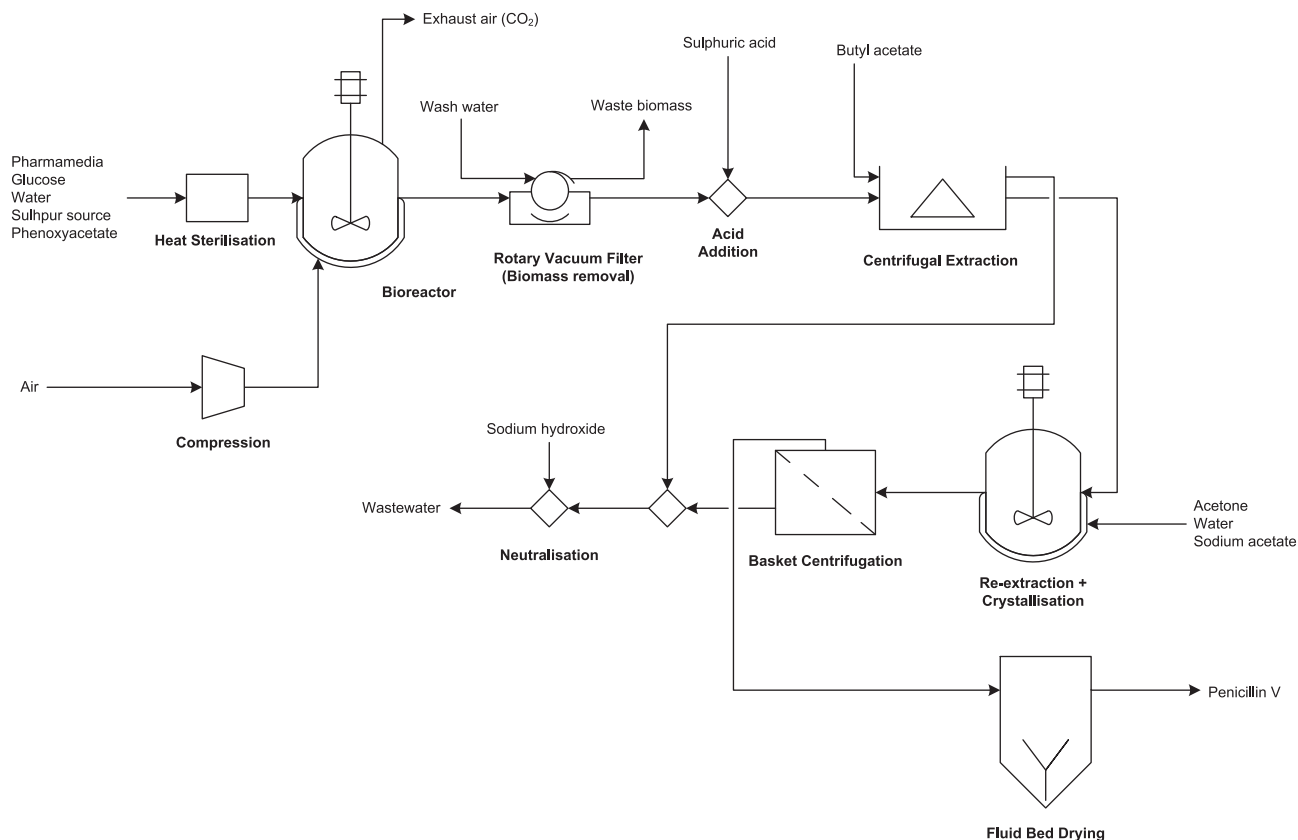 Exhaust air (CO₂)
Sulphuric acid
Butyl acetate
Wash water
Waste biomass
Pharmamedia
Glucose
Water
Sulhpur source
Phenoxyacetate
Heat Sterilisation
Bioreactor
Rotary Vacuum Filter
(Biomass removal)
Acid
Addition
Centrifugal Extraction
Air
Compression
Sodium hydroxide
Wastewater
Neutralisation
Basket Centrifugation
Acetone
Water
Sodium acetate
Re-extraction +
Crystallisation
Penicillin V
Fluid Bed Drying